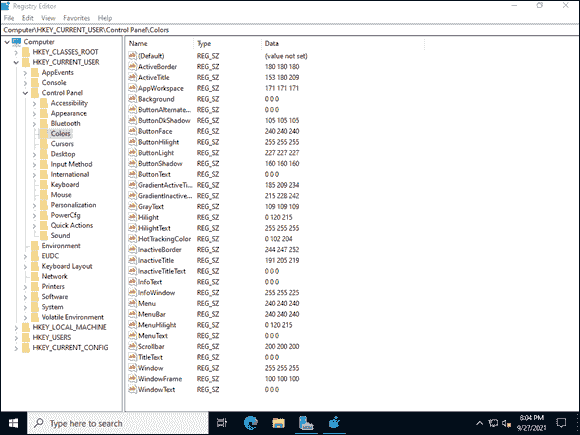 Registry Editor
File Edit View Favorites Help
Computer\HKEY_CURRENT_USER\Control Panel\Colors
Computer
HKEY_CLASSES_ROOT
HKEY_CURRENT_USER
AppEvents
Console
Control Panel
Accessibility
Appearance
Bluetooth
Colors
Cursors
Desktop
Input Method
International
Keyboard
Mouse
Personalization
PowerCfg
Quick Actions
Sound
Environment
EUDC
Keyboard Layout
Network
Printers
Software
System
Volatile Environment
HKEY_LOCAL_MACHINE
HKEY_USERS
HKEY_CURRENT_CONFIG
Name Type Data
(Default) REG_SZ (value not set)
ActiveBorder REG_SZ 180 180 180
ActiveTitle REG_SZ 153 180 209
AppWorkspace REG_SZ 171 171 171
Background REG_SZ 0 0 0
ButtonAlternate... REG_SZ 0 0 0
ButtonDkShadow REG_SZ 105 105 105
ButtonFace REG_SZ 240 240 240
ButtonHilight REG_SZ 255 255 255
ButtonLight REG_SZ 227 227 227
ButtonShadow REG_SZ 160 160 160
ButtonText REG_SZ 0 0 0
GradientActiveTi... REG_SZ 185 209 234
GradientInactive... REG_SZ 215 228 242
GrayText REG_SZ 109 109 109
Hilight REG_SZ 0 120 215
HilightText REG_SZ 255 255 255
HotTrackingColor REG_SZ 0 102 204
InactiveBorder REG_SZ 244 247 252
InactiveTitle REG_SZ 191 205 219
InactiveTitleText REG_SZ 0 0 0
InfoText REG_SZ 0 0 0
InfoWindow REG_SZ 255 255 225
Menu REG_SZ 240 240 240
MenuBar REG_SZ 240 240 240
MenuHilight REG_SZ 0 120 215
MenuText REG_SZ 0 0 0
Scrollbar REG_SZ 200 200 200
TitleText REG_SZ 0 0 0
Window REG_SZ 255 255 255
WindowFrame REG_SZ 100 100 100
WindowText REG_SZ 0 0 0
Type here to search
8:04 PM
9/27/2021